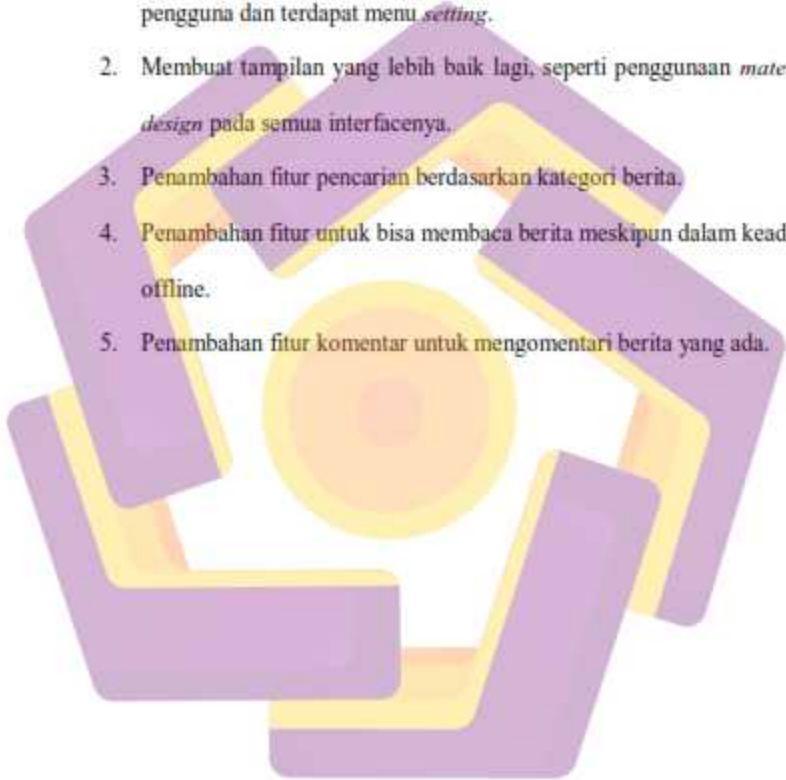 pengguna dan terdapat menu setting.
2. Membuat tampilan yang lebih baik lagi, seperti penggunaan mate
design pada semua interfacenya.
3. Penambahan fitur pencarian berdasarkan kategori berita.
4. Penambahan fitur untuk bisa membaca berita meskipun dalam kead
offline.
5. Penambahan fitur komentar untuk mengomentari berita yang ada.